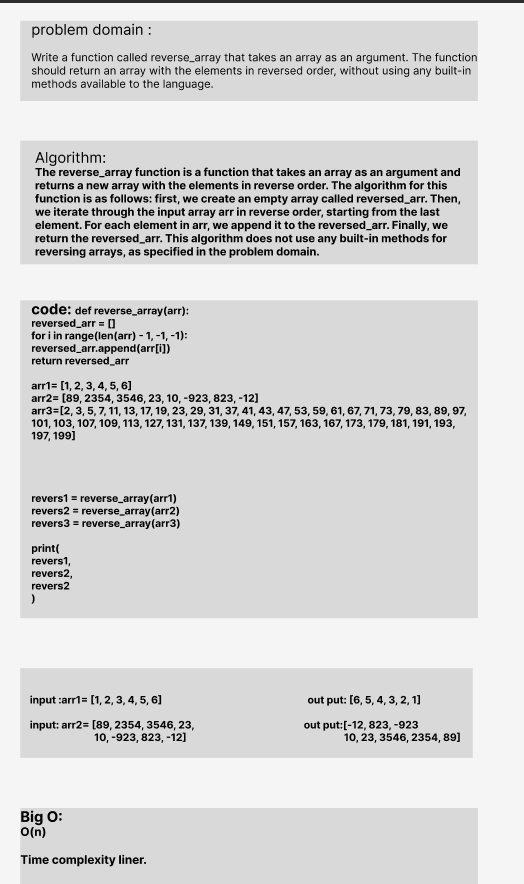 problem domain :
Write a function called reverse_array that takes an array as an argument. The function
should return an array with the elements in reversed order, without using any built-in
methods available to the language.
Algorithm:
The reverse_array function is a function that takes an array as an argument and
returns a new array with the elements in reverse order. The algorithm for this
function is as follows: first, we create an empty array called reversed_arr. Then,
we iterate through the input array arr in reverse order, starting from the last
element. For each element in arr, we append it to the reversed_arr. Finally, we
return the reversed_arr. This algorithm does not use any built-in methods for
reversing arrays, as specified in the problem domain.
code: def reverse_array(arr):
reversed_arr = []
for i in range(len(arr) - 1, -1, -1):
reversed_arr.append(arr[i])
return reversed_arr
arr1= [1, 2, 3, 4, 5, 6]
arr2= [89, 2354, 3546, 23, 10, -923, 823, -12]
arr3=[2, 3, 5, 7, 11, 13, 17, 19, 23, 29, 31, 37, 41, 43, 47, 53, 59, 61, 67, 71, 73, 79, 83, 89, 97,
101, 103, 107, 109, 113, 127, 131, 137, 139, 149, 151, 157, 163, 167, 173, 179, 181, 191, 193,
197, 199]
revers1 = reverse_array(arr1)
revers2 = reverse_array(arr2)
revers3 = reverse_array(arr3)
print(
revers1,
revers2,
revers2
)
input :arr1= [1, 2, 3, 4, 5, 6]
out put: [6, 5, 4, 3, 2, 1]
input: arr2= [89, 2354, 3546, 23,
10, -923, 823, -12]
out put:[-12, 823, -923
10, 23, 3546, 2354, 89]
Big O:
O(n)
Time complexity liner.